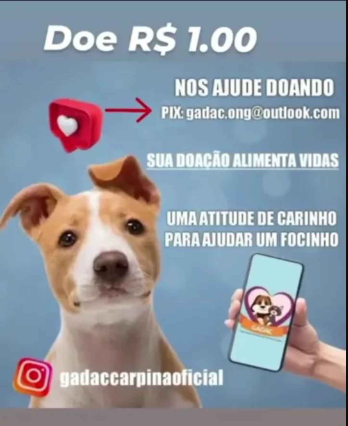 Doe R$ 1.00
NOS AJUDE DOANDO
PIX: gadac.ong@outlook.com
SUA DOAÇÃO ALIMENTA VIDAS
UMA ATITUDE DE CARINHO
PARA AJUDAR UM FOCINHO
GADAC
gadaccarpinaoficial